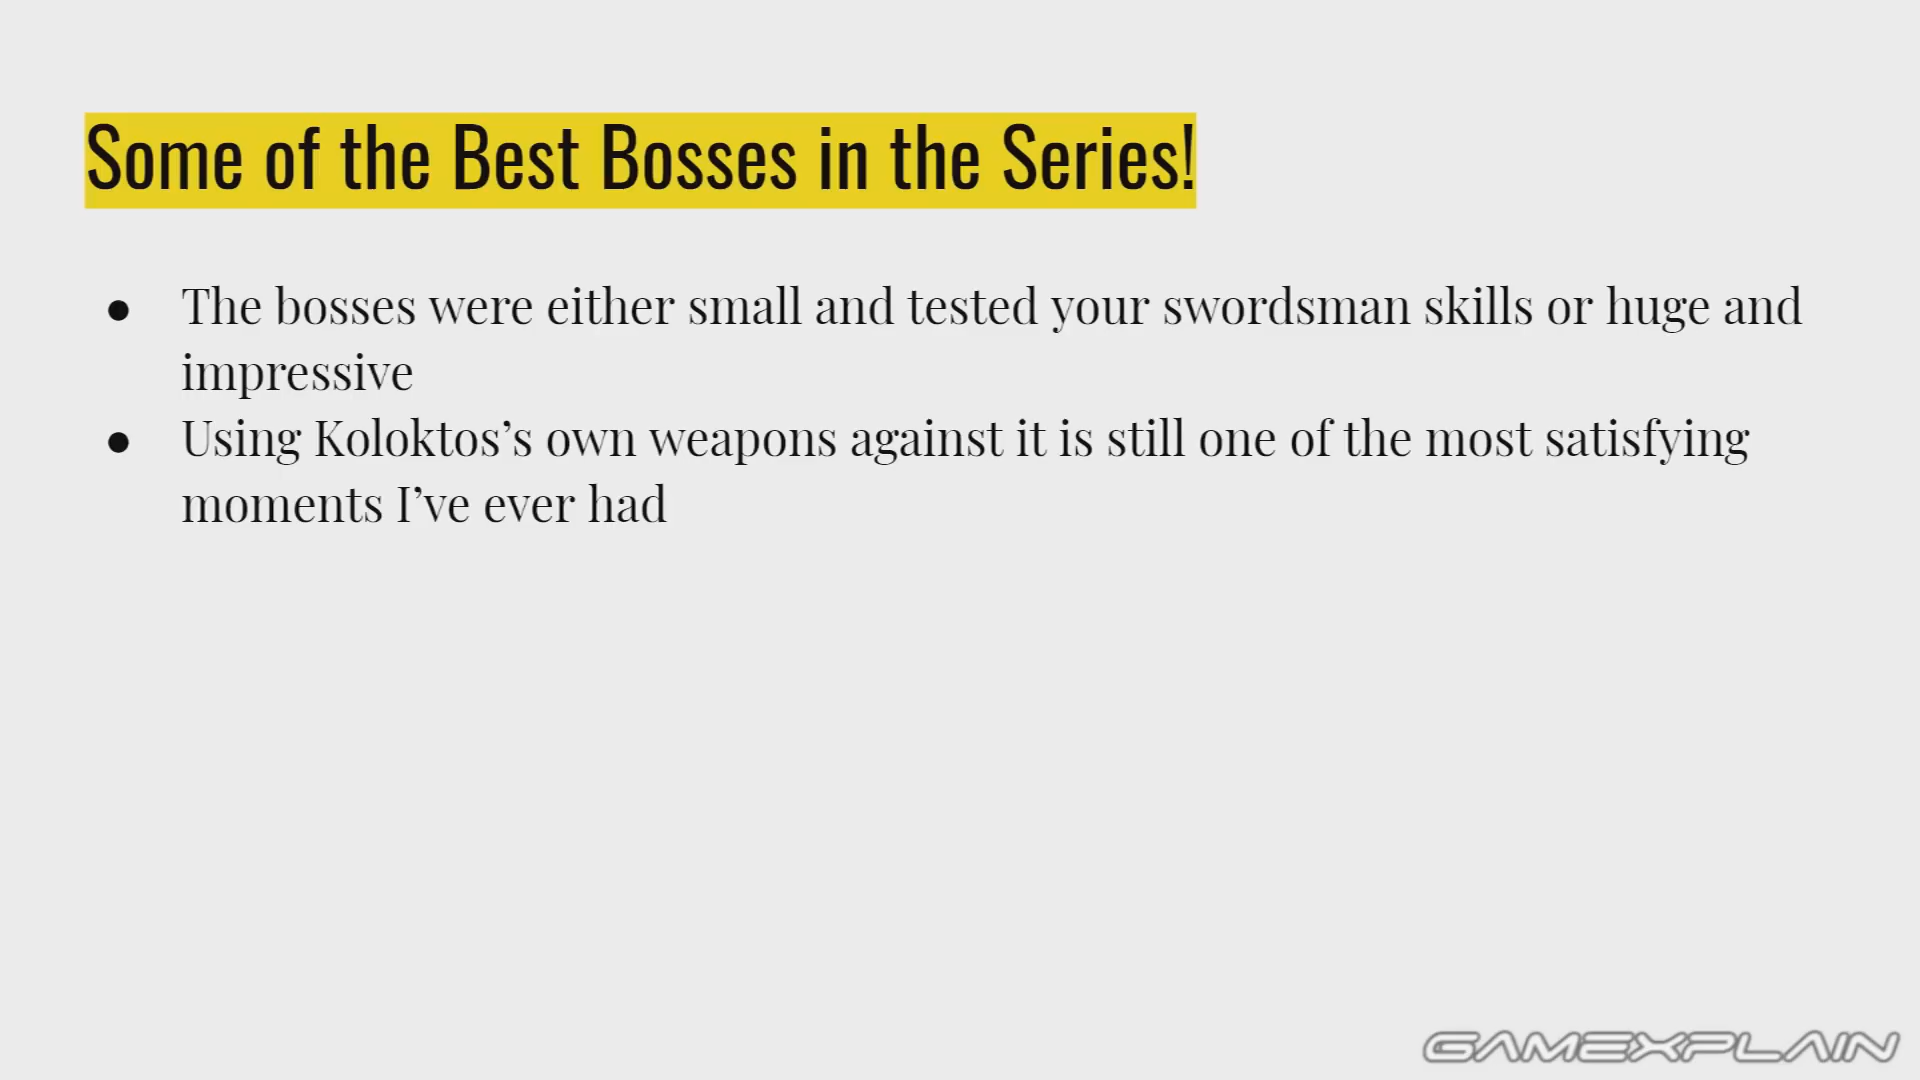 Some of the Best Bosses in the Series!
● The bosses were either small and tested your swordsman skills or huge and
impressive
● Using Koloktos’s own weapons against it is still one of the most satisfying
moments I’ve ever had
GAMEXPLAIN